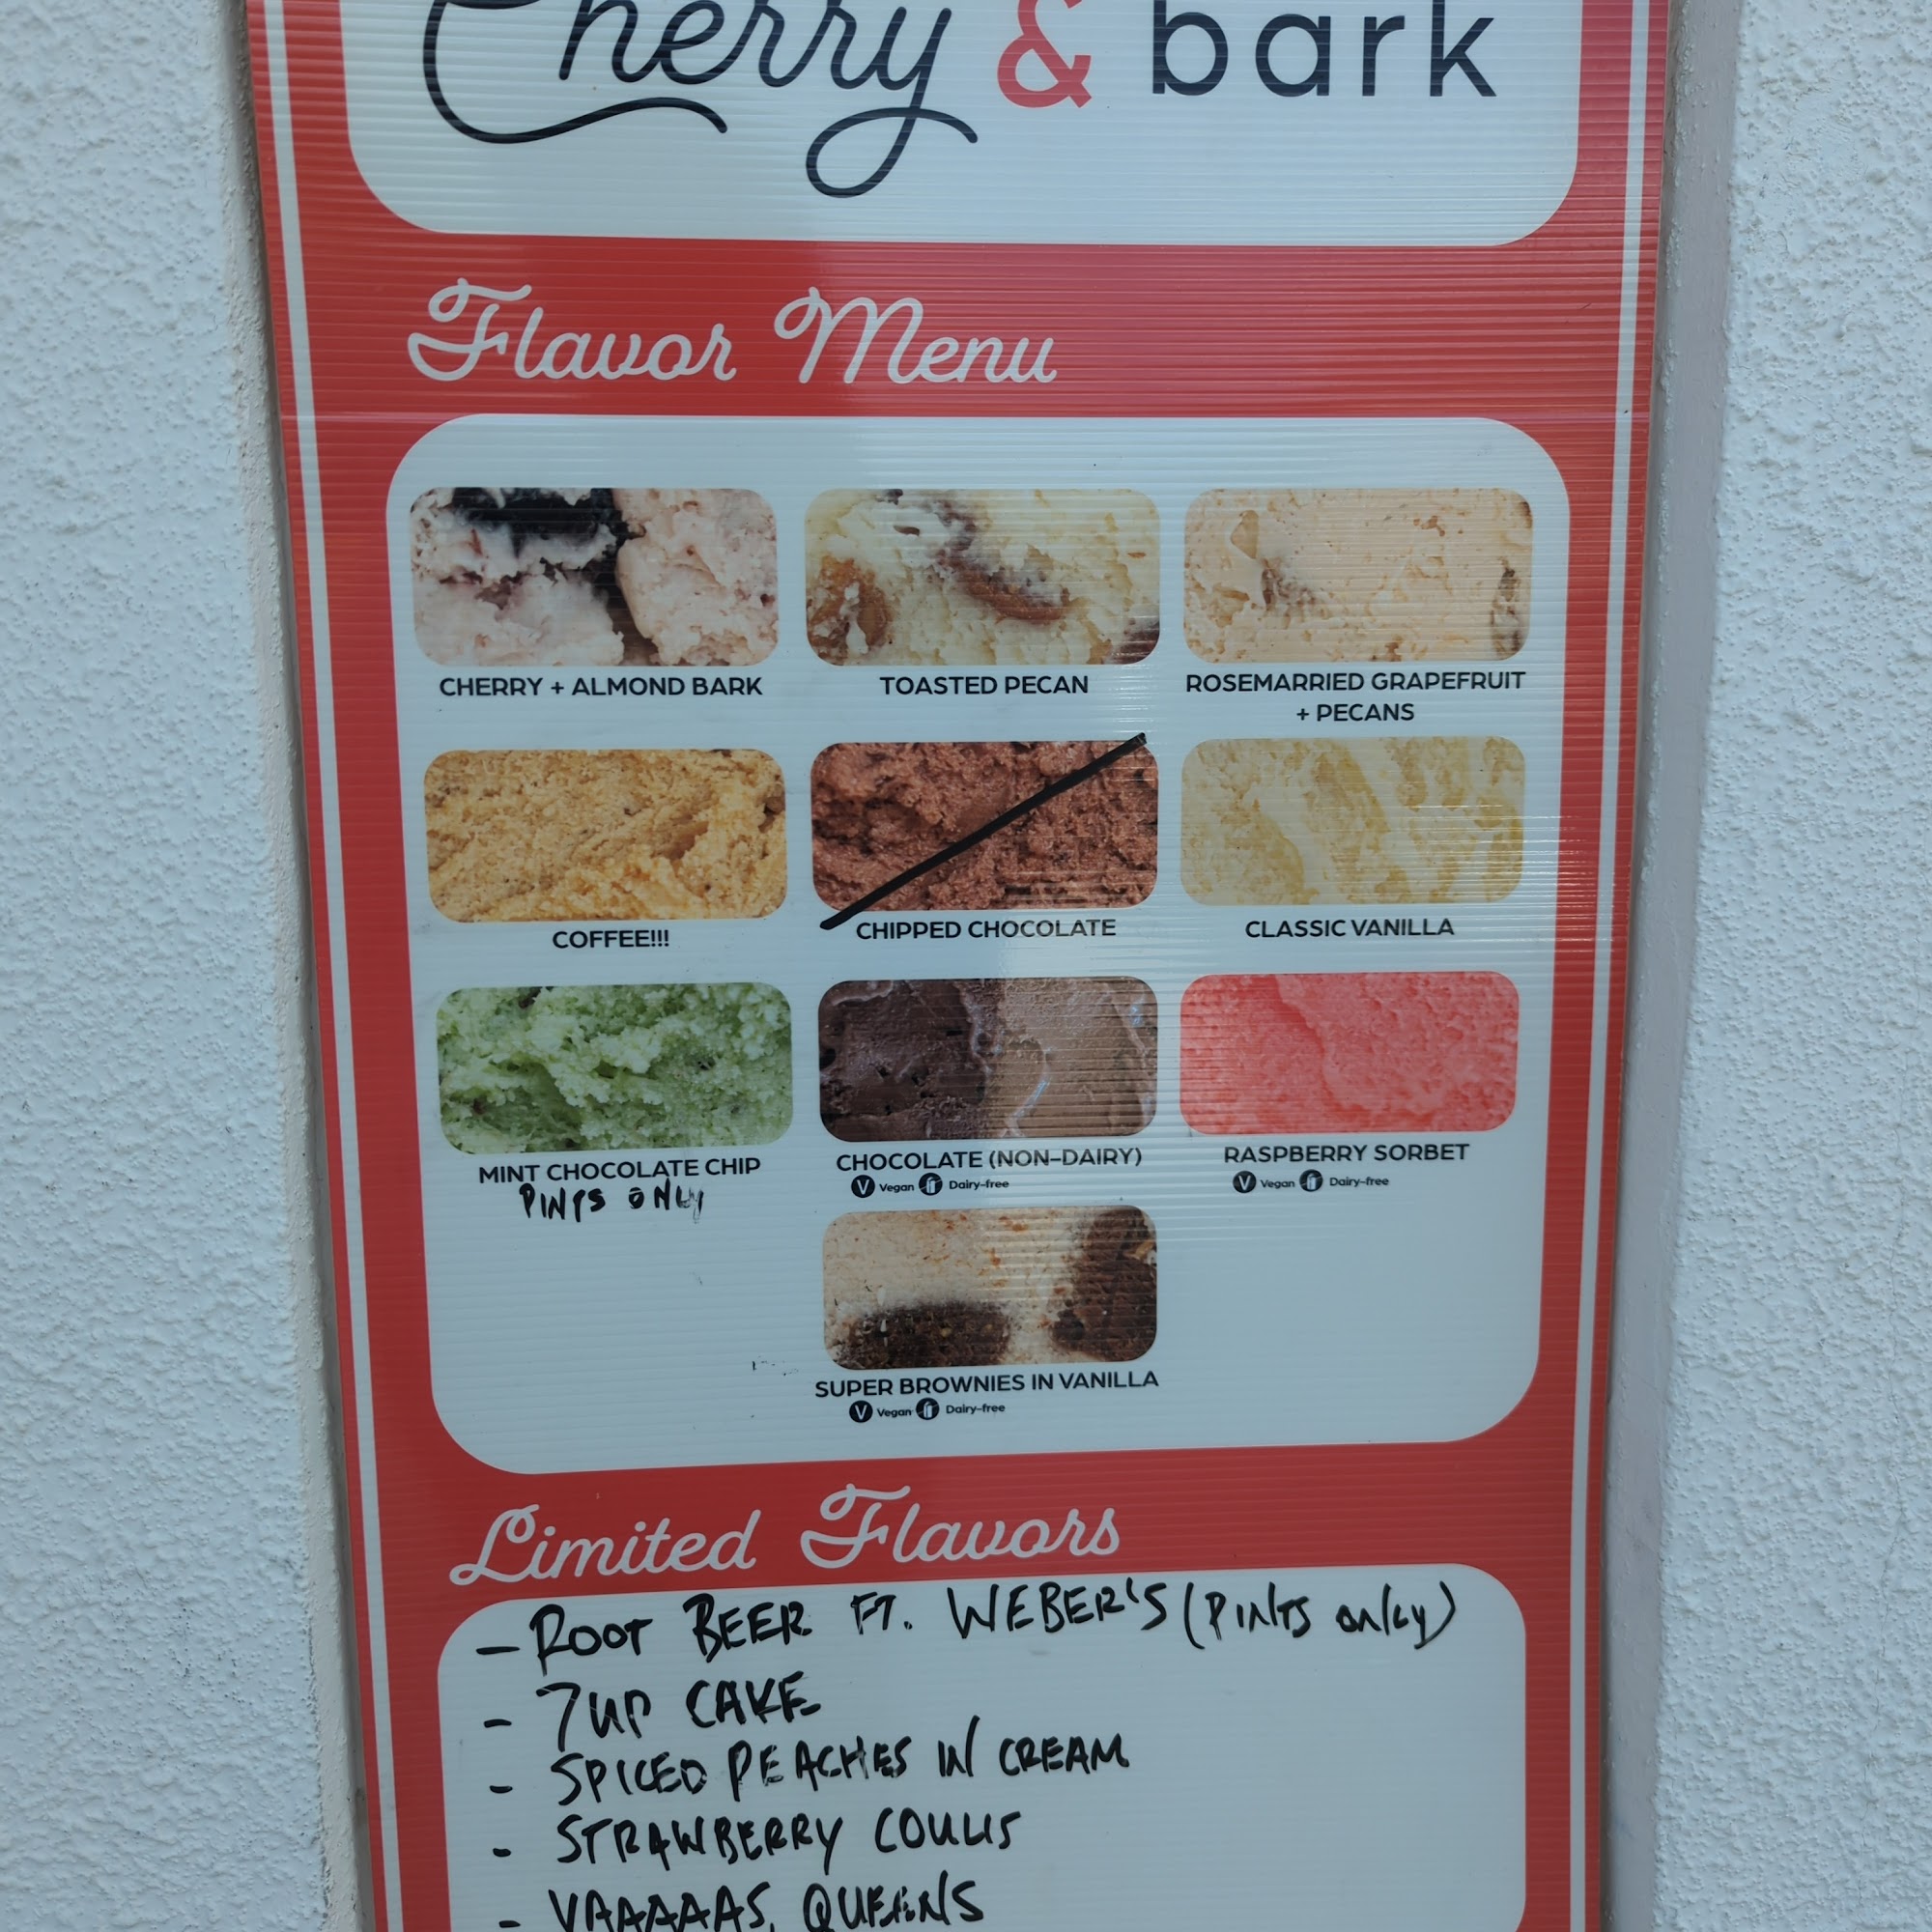 Cherry & bark
Flavor Menu
CHERRY + ALMOND BARK
TOASTED PECAN
ROSEMARRIED GRAPEFRUIT
+ PECANS
COFFEE!!!
CHIPPED CHOCOLATE
CLASSIC VANILLA
MINT CHOCOLATE CHIP
PINTS ONLY
CHOCOLATE (NON-DAIRY)
V Vegan Dairy-free
RASPBERRY SORBET
V Vegan Dairy-free
SUPER BROWNIES IN VANILLA
V Vegan Dairy-free
Limited Flavors
- ROOT BEER FT. WEBER'S (PINTS ONLY)
- 7UP CAKE
- SPICED PEACHES IN CREAM
- STRAWBERRY COULIS
- VAAAAAS, QUEENS